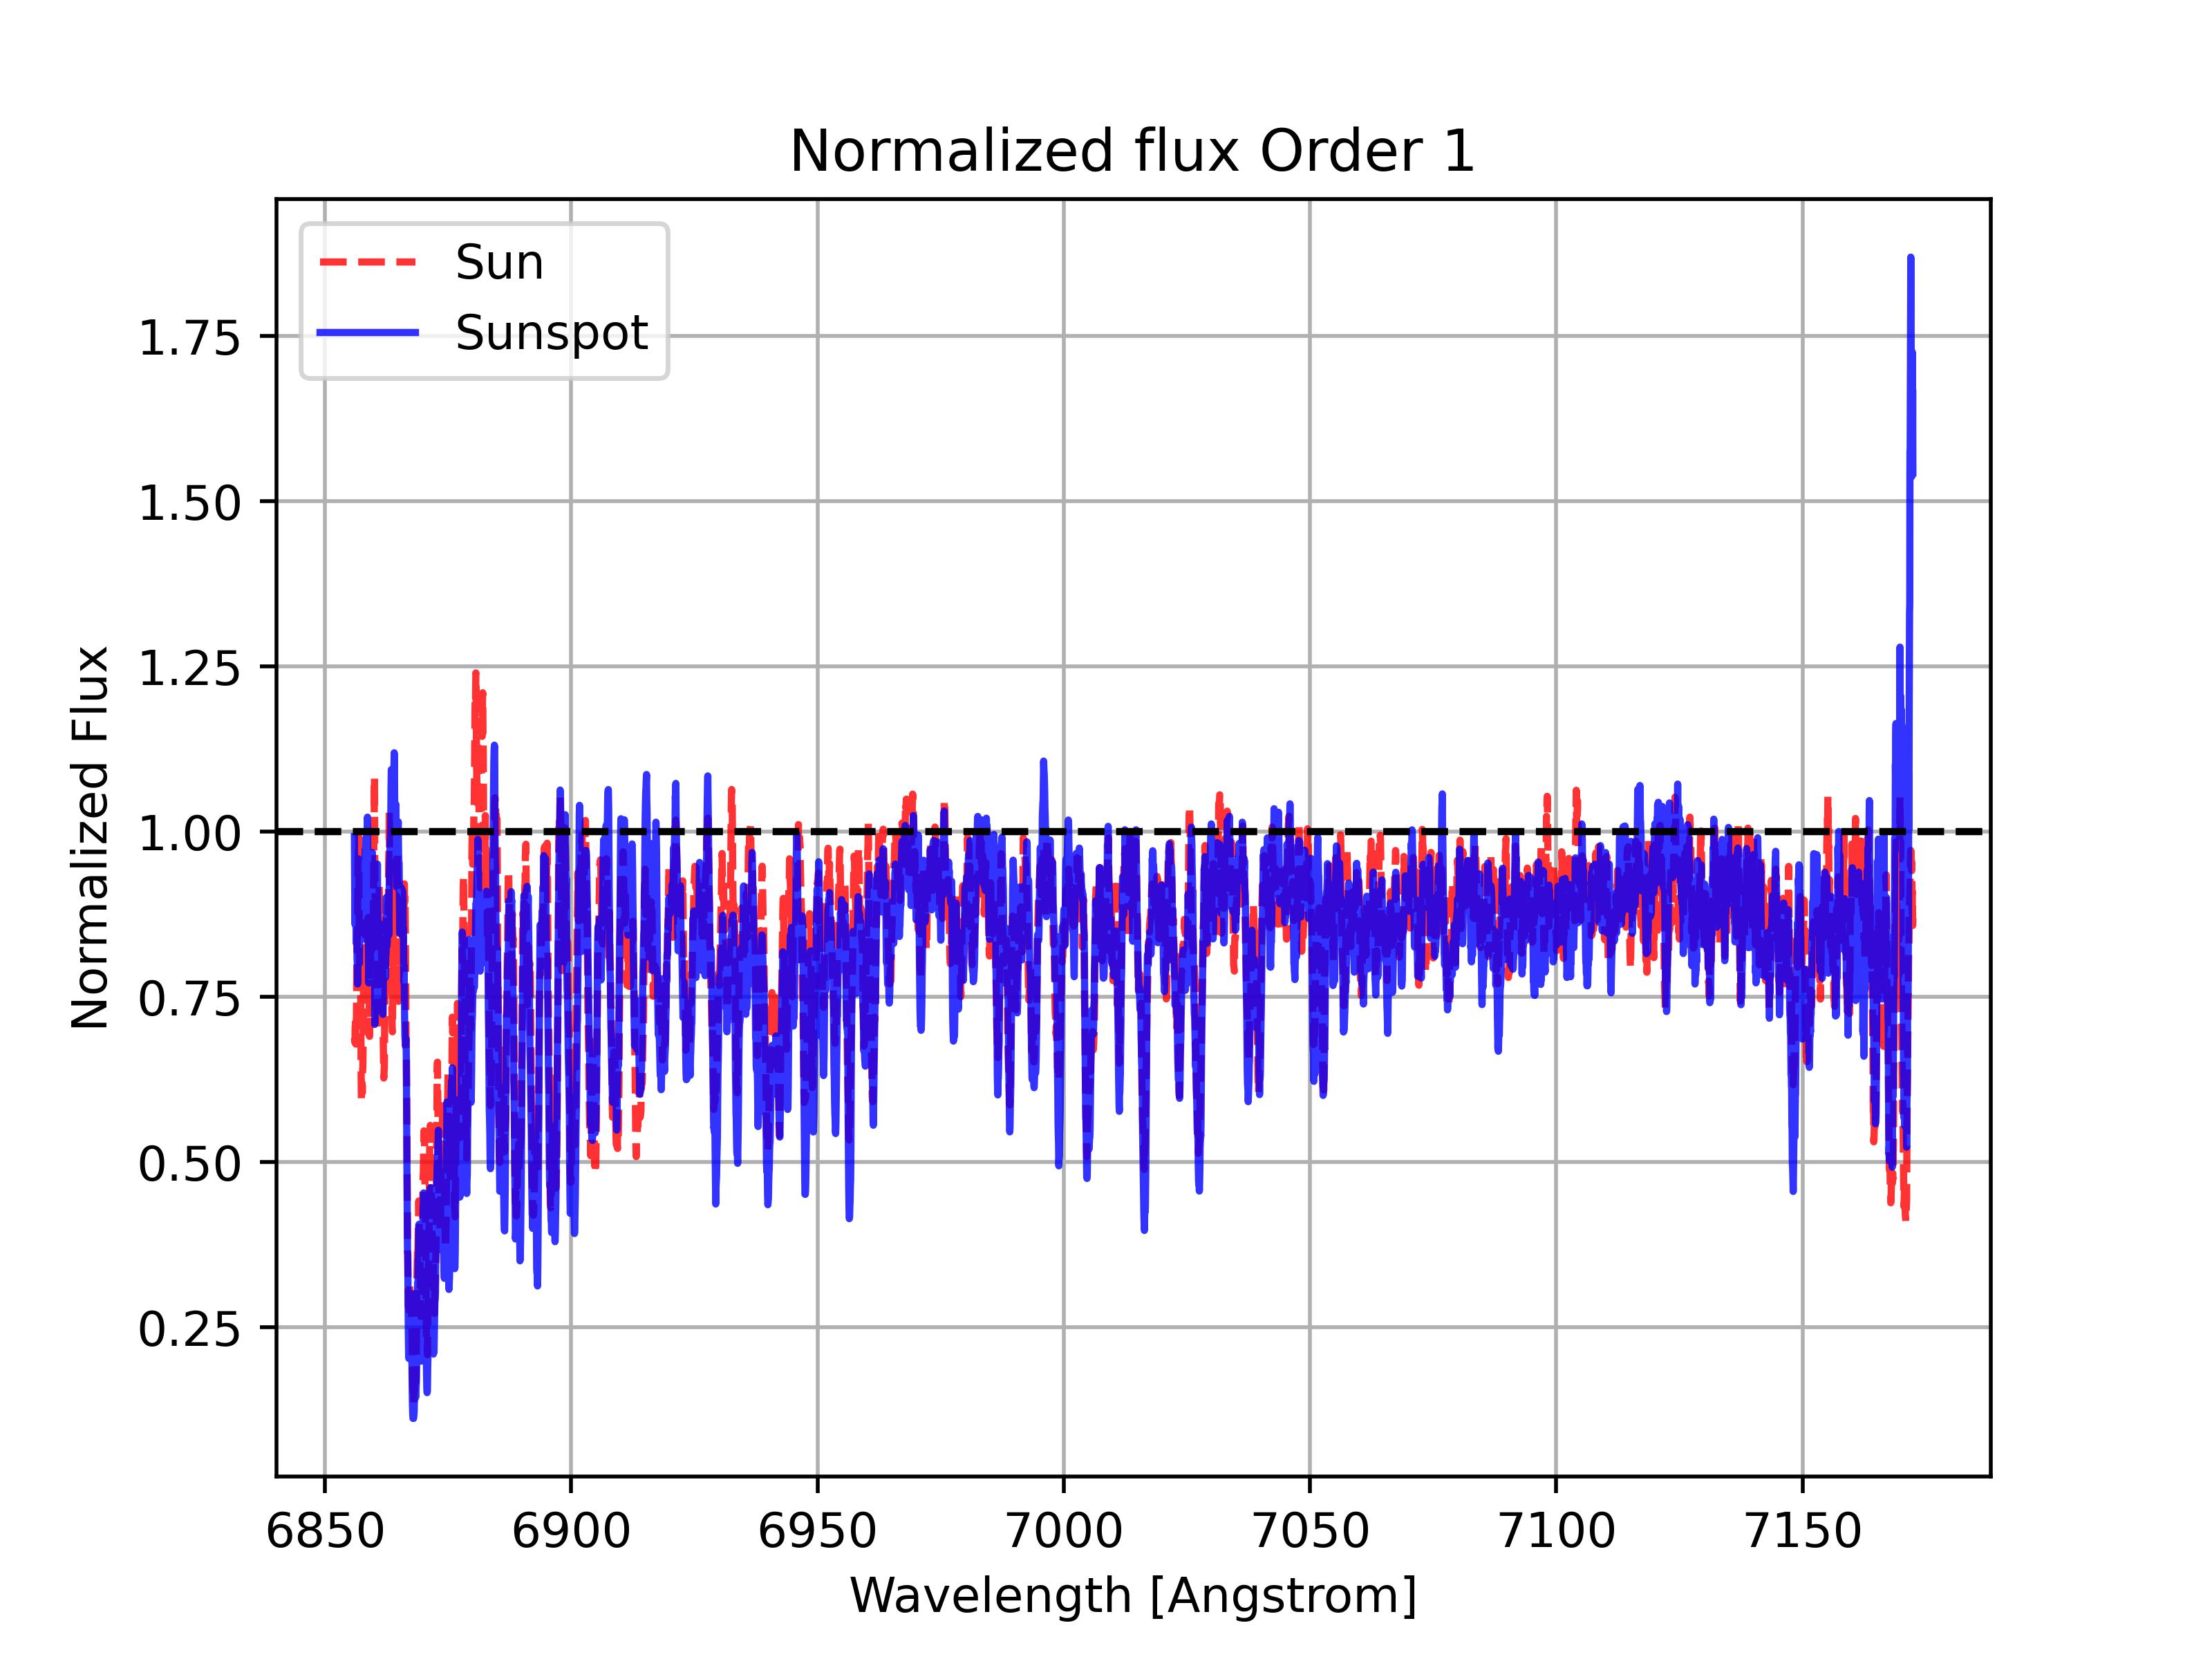 Normalized flux Order 1
Sun
Sunspot
Normalized Flux
1.75
1.50
1.25
1.00
0.75
0.50
0.25
6850 6900 6950 7000 7050 7100 7150
Wavelength [Angstrom]